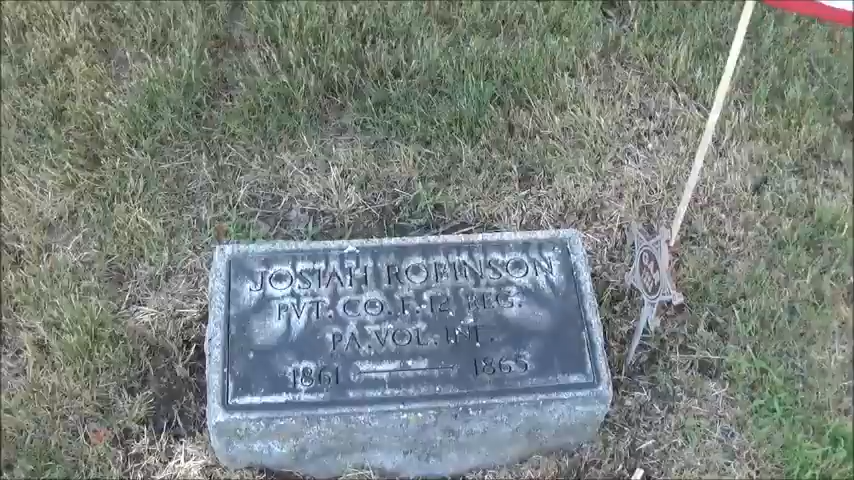 JOSIAH ROBINSON
PVT. CO. F. 12 REG.
PA. VOL. INF.
1861 1865